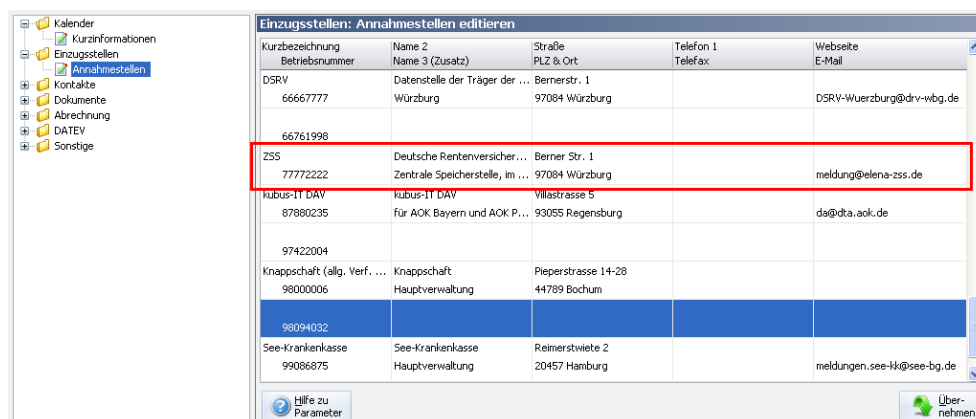 Kalender
Kurzinformationen
Einzugsstellen
Annahmestellen
Kontakte
Dokumente
Abrechnung
DATEV
Sonstige
Einzugsstellen: Annahmestellen editieren
Kurzbezeichnung Name 2 Straße Telefon 1 Webseite
Betriebsnummer Name 3 (Zusatz) PLZ & Ort Telefax E-Mail
DSRV Datenstelle der Träger der ... Bernerstr. 1
66667777 Würzburg 97084 Würzburg DSRV-Wuerzburg@drv-wbg.de
66761998
ZSS Deutsche Rentenversicher... Berner Str. 1
77772222 Zentrale Speicherstelle, im ... 97084 Würzburg meldung@elena-zss.de
kubus-IT DAV kubus-IT DAV Villastrasse 5
87880235 für AOK Bayern und AOK P... 93055 Regensburg da@dta.aok.de
97422004
Knappschaft (allg. Verf. ... Knappschaft Pieperstrasse 14-28
98000006 Hauptverwaltung 44789 Bochum
98094032
See-Krankenkasse See-Krankenkasse Reimerstwiete 2
99086875 Hauptverwaltung 20457 Hamburg meldungen.see-kk@see-bg.de
Hilfe zu
Parameter
Über-
nehmen